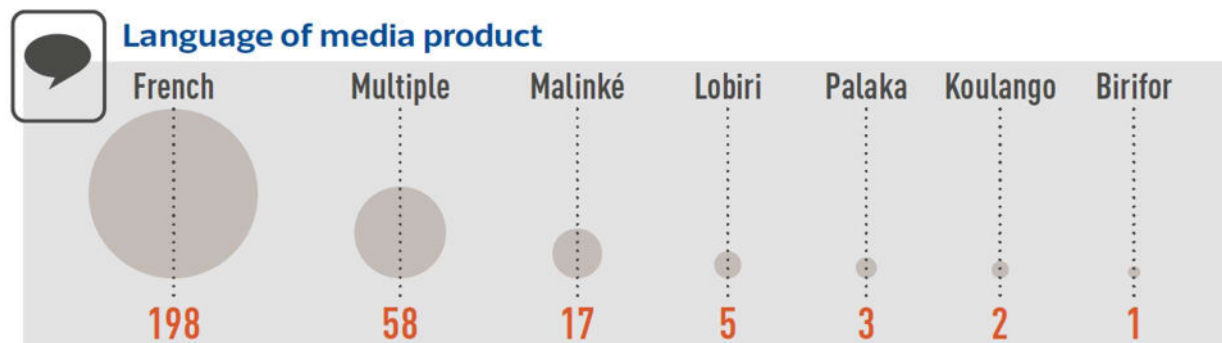 Language of media product
French Multiple Malinké Lobiri Palaka Koulango Birifor
198 58 17 5 3 2 1